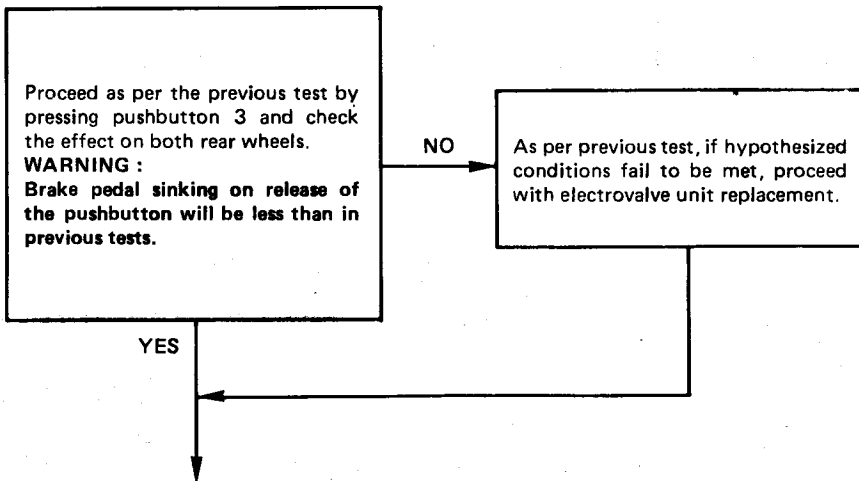 Proceed as per the previous test by
pressing pushbutton 3 and check
the effect on both rear wheels.
WARNING :
Brake pedal sinking on release of
the pushbutton will be less than in
previous tests.
NO
As per previous test, if hypothesized
conditions fail to be met, proceed
with electrovalve unit replacement.
YES